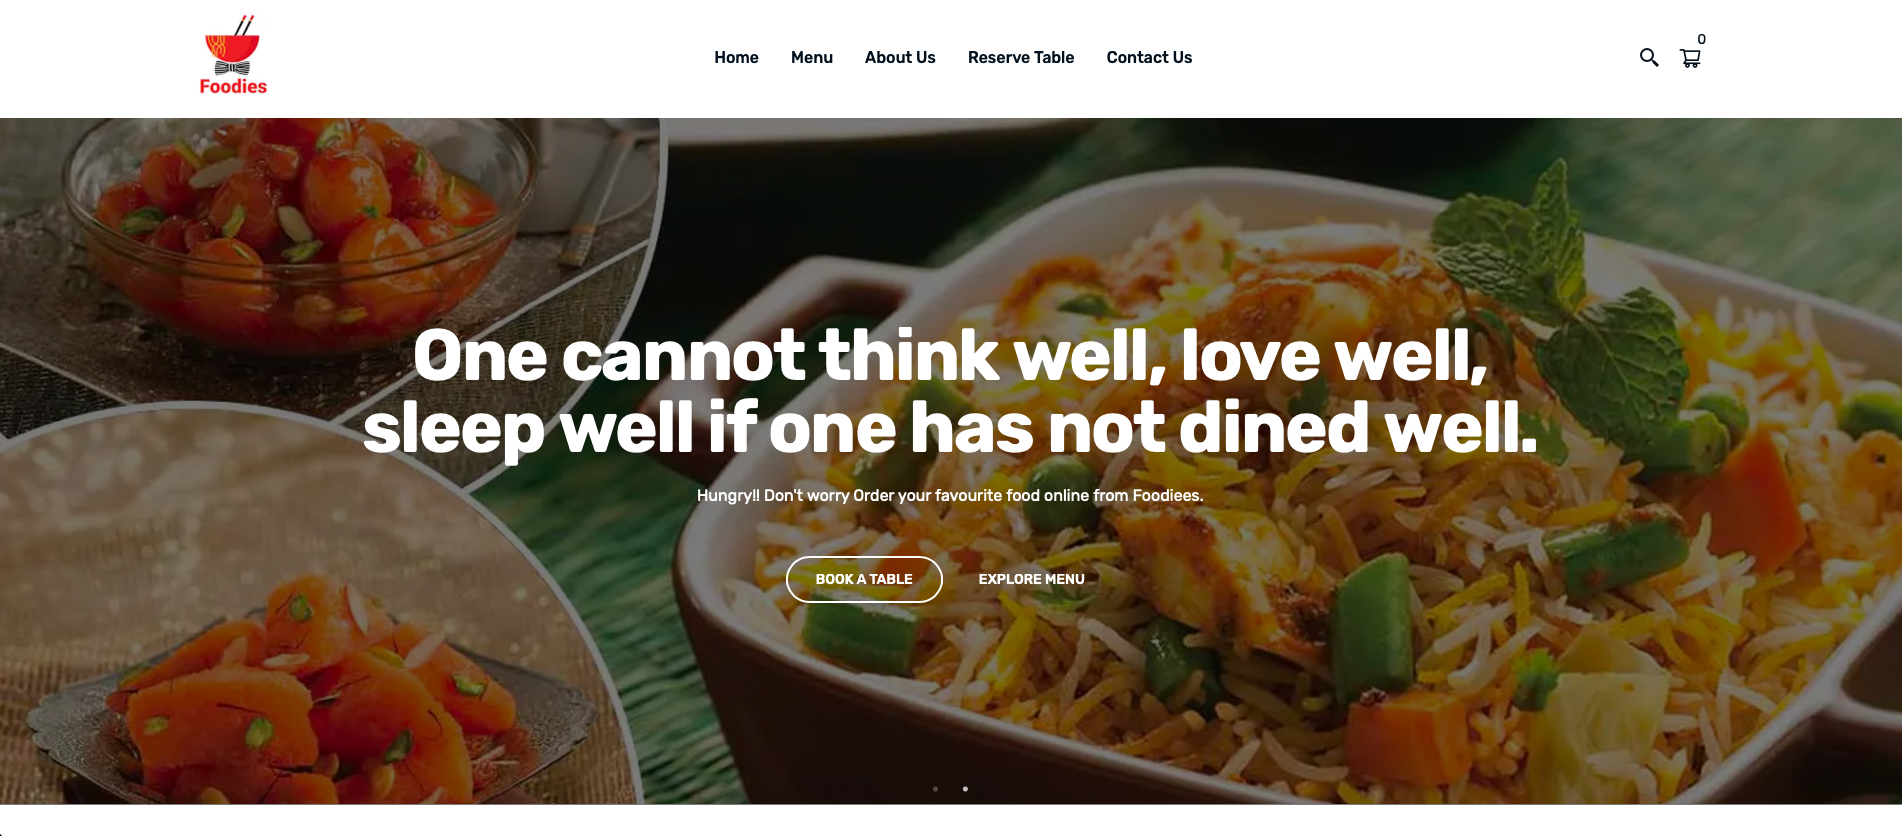 Foodies
Home
Menu
About Us
Reserve Table
Contact Us
0
One cannot think well, love well,
sleep well if one has not dined well.
Hungry!! Don't worry Order your favourite food online from Foodiees.
BOOK A TABLE
EXPLORE MENU